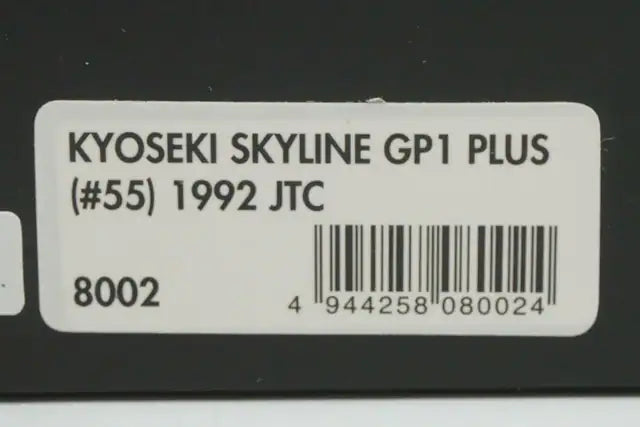 KYOSEKI SKYLINE GP1 PLUS
(#55) 1992 JTC
8002
4 944258 080024